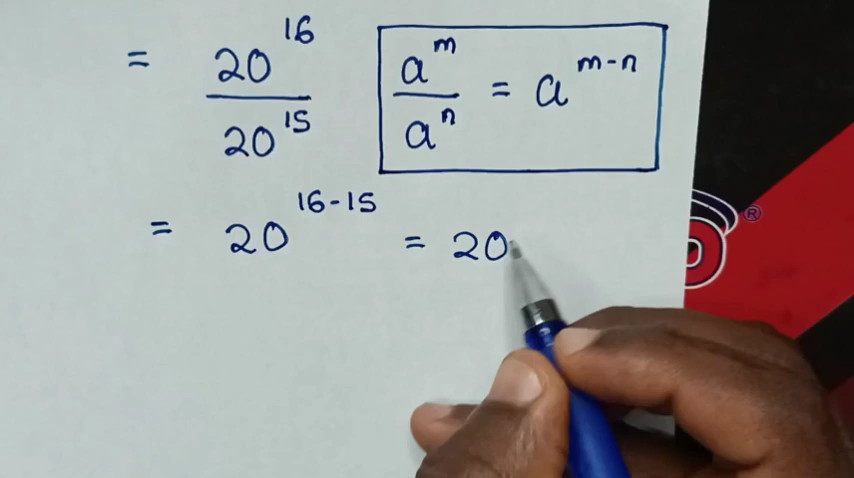 = 20^16 / 20^15
a^m / a^n = a^m-n
= 20^16-15 = 20
®